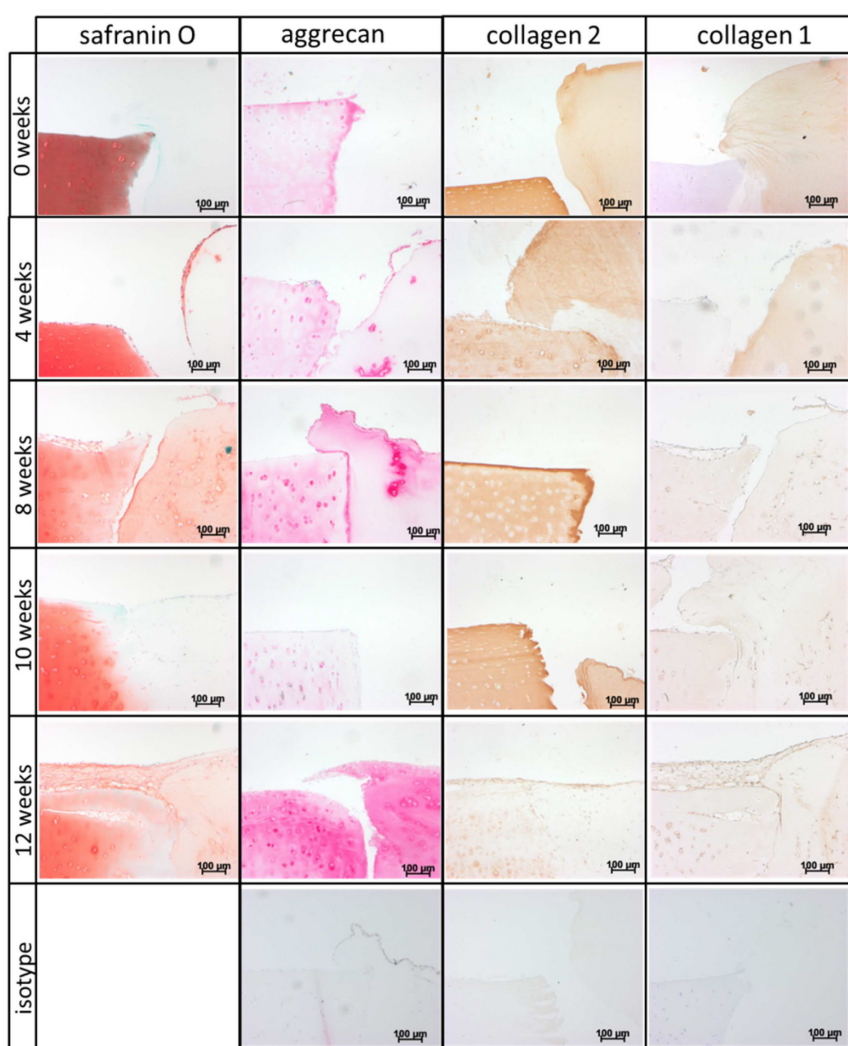 safranin O aggrecan collagen 2 collagen 1
0 weeks
100 µm 100 µm 100 µm 100 µm
4 weeks
100 µm 100 µm 100 µm 100 µm
8 weeks
100 µm 100 µm 100 µm 100 µm
10 weeks
100 µm 100 µm 100 µm 100 µm
12 weeks
100 µm 100 µm 100 µm 100 µm
isotype
100 µm 100 µm 100 µm